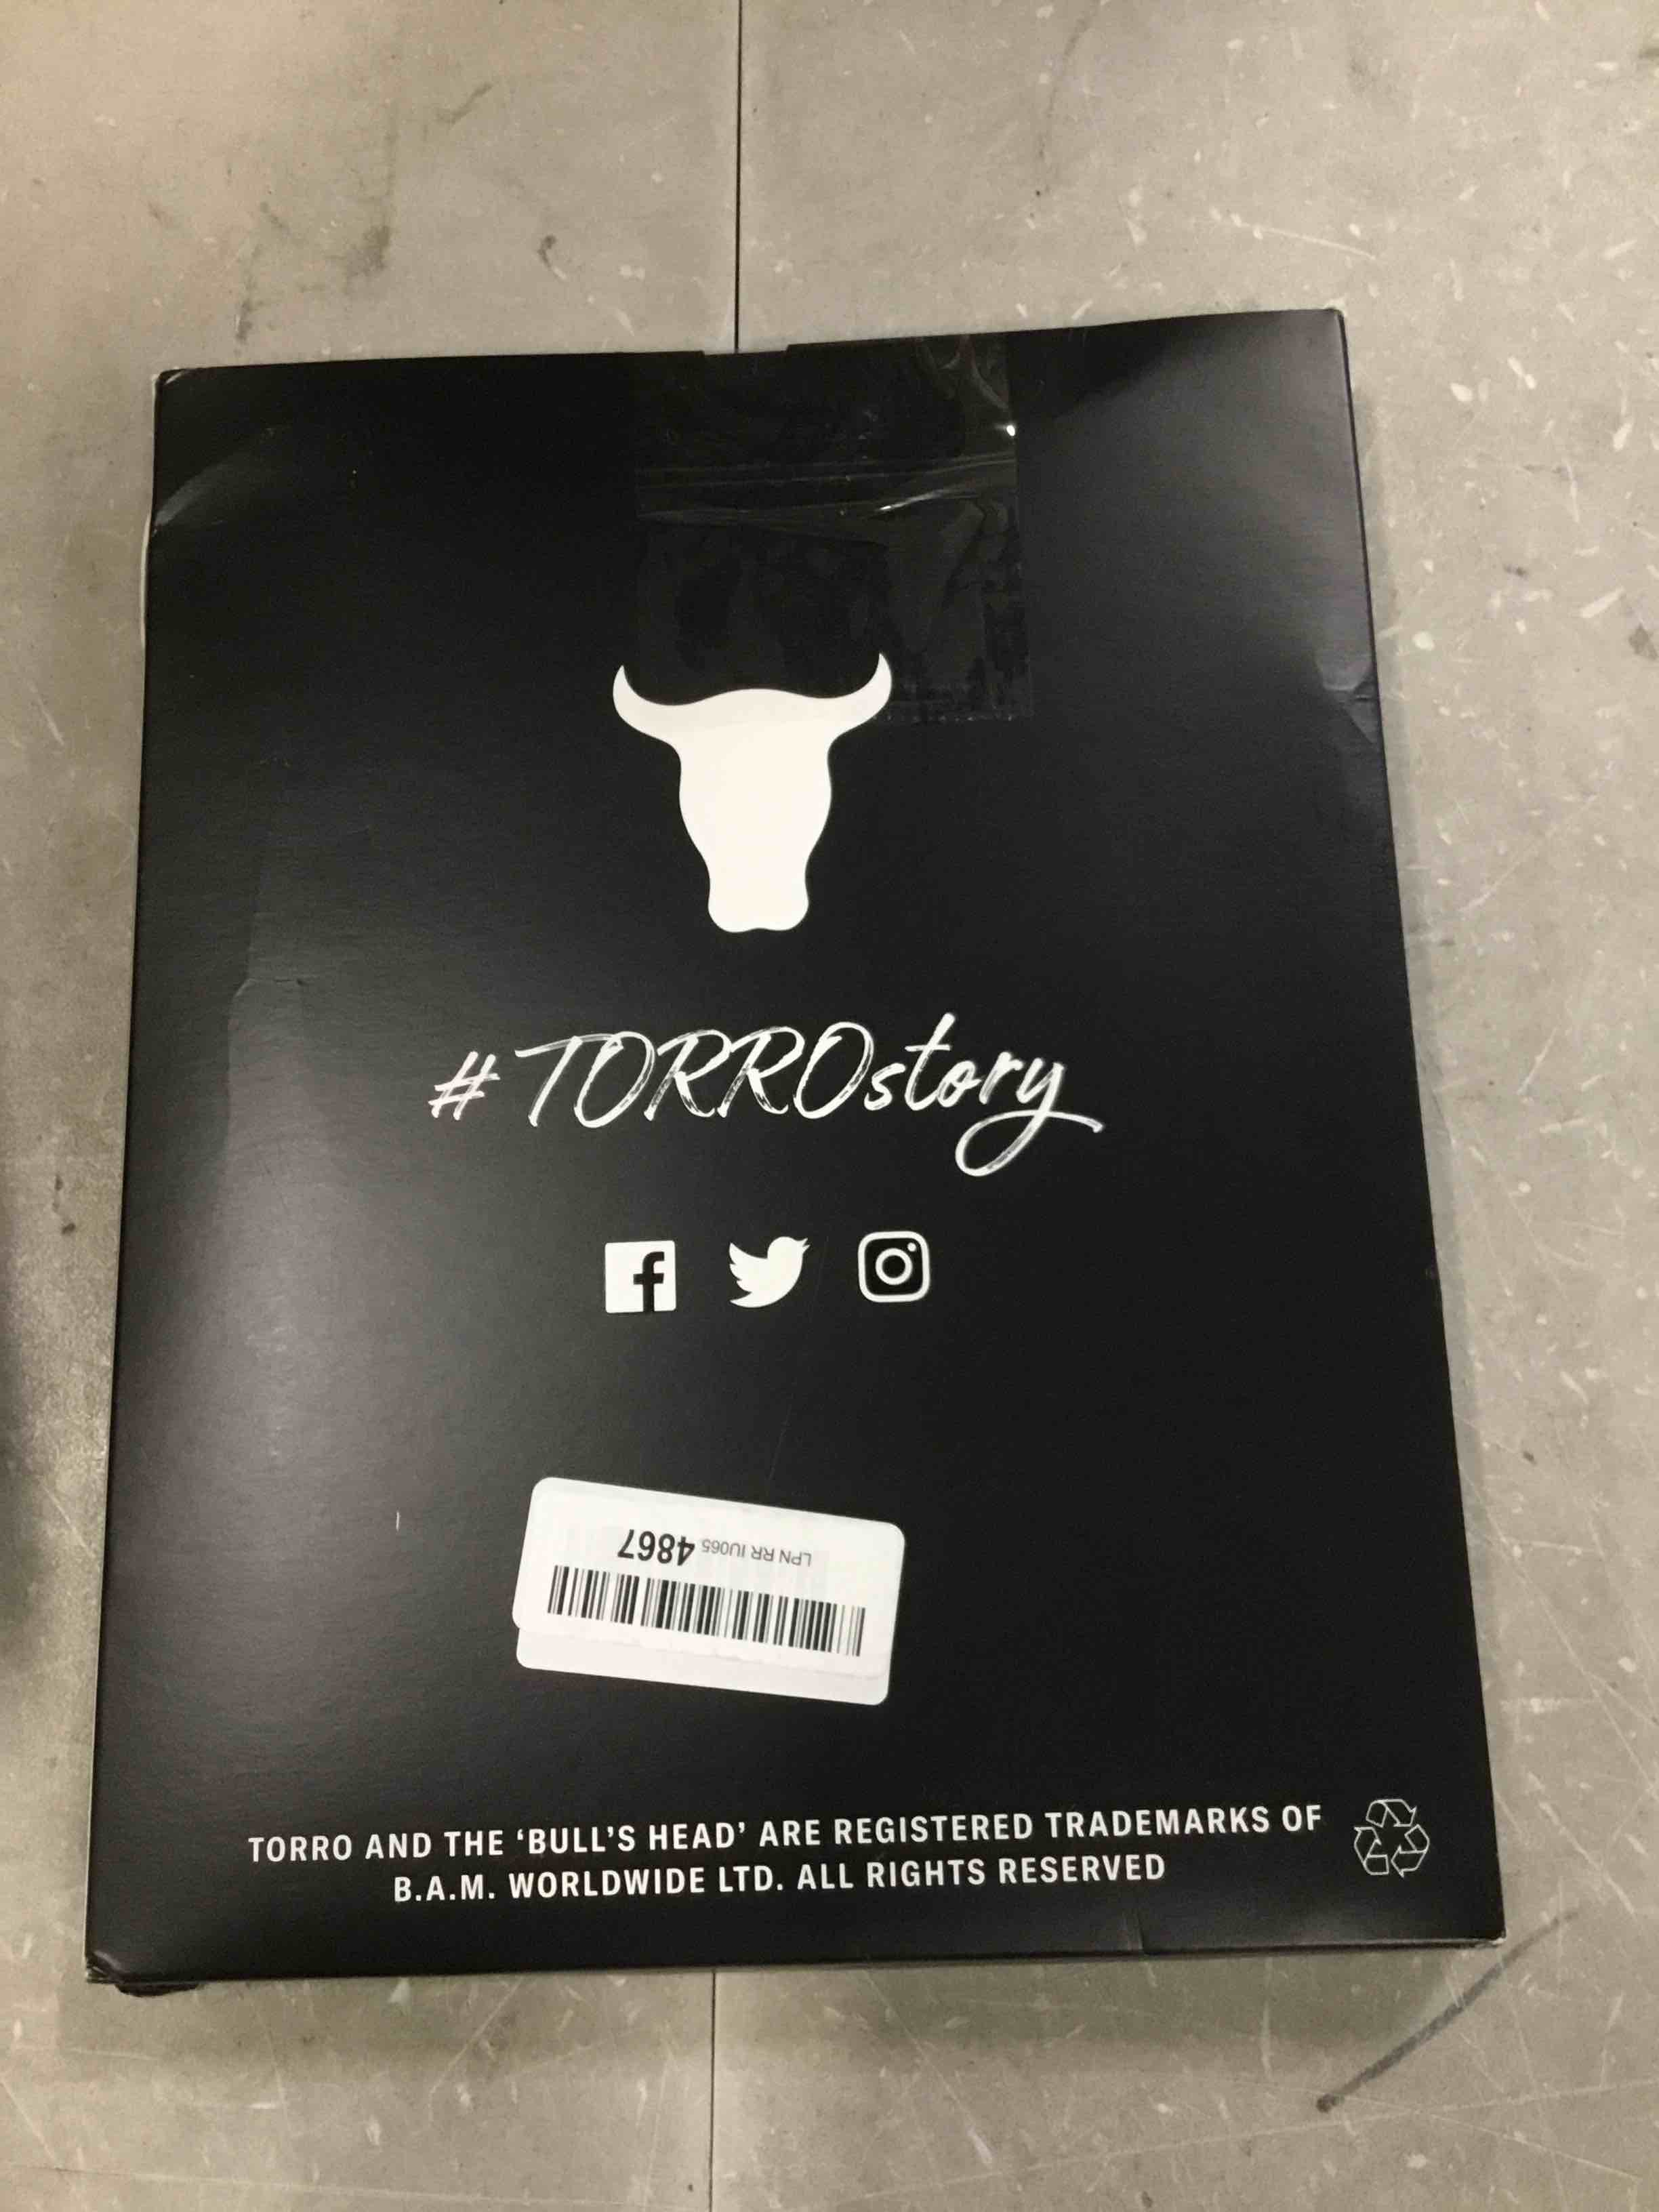 #TORROstory
LPN RR IU065 4867
TORRO AND THE ‘BULL’S HEAD’ ARE REGISTERED TRADEMARKS OF
B.A.M. WORLDWIDE LTD. ALL RIGHTS RESERVED